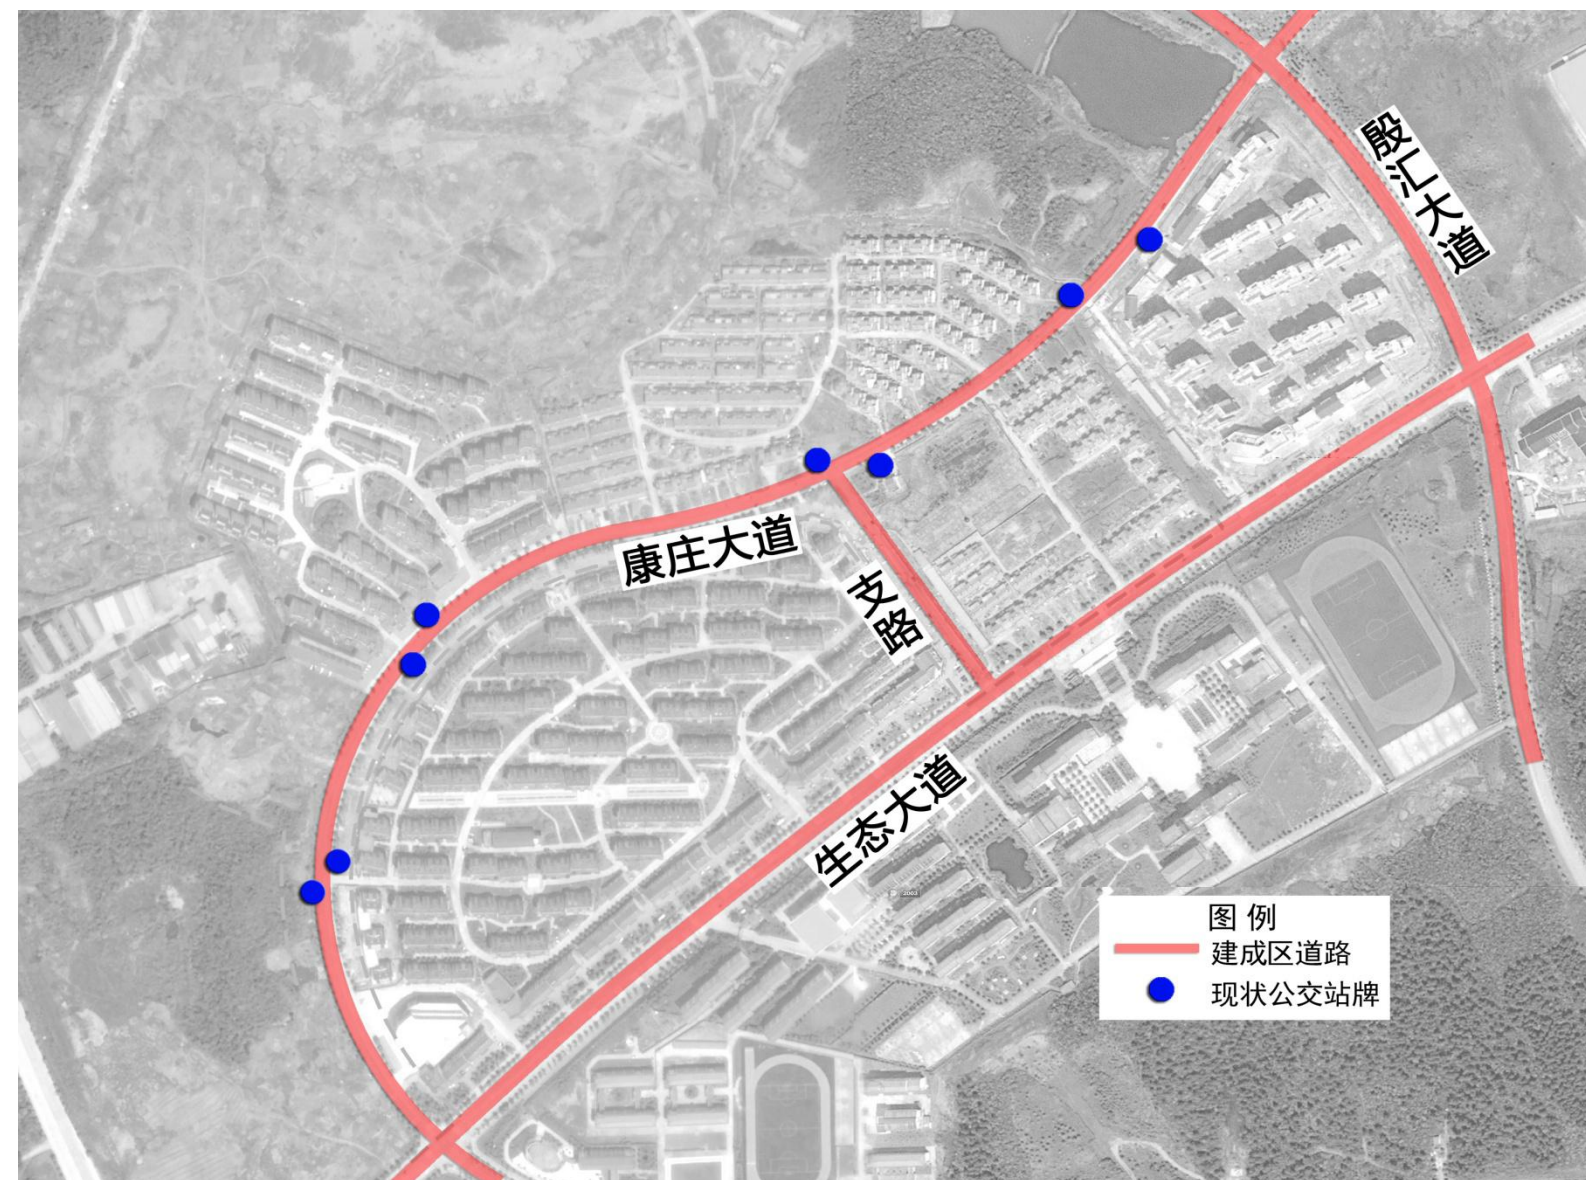 殷汇大道
康庄大道
支路
生态大道
图例
建成区道路
现状公交站牌